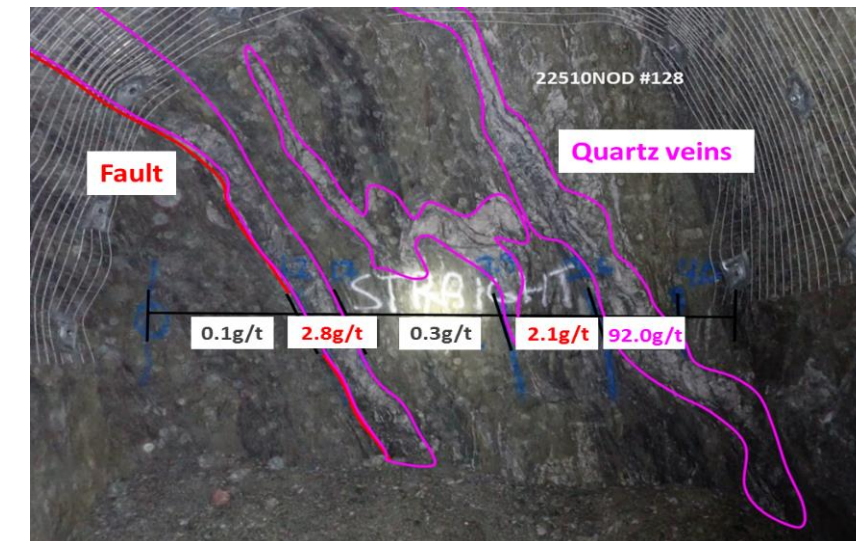 22510NOD #128
Quartz veins
Fault
STRAIGHT
0.1g/t 2.8g/t 0.3g/t 2.1g/t 92.0g/t